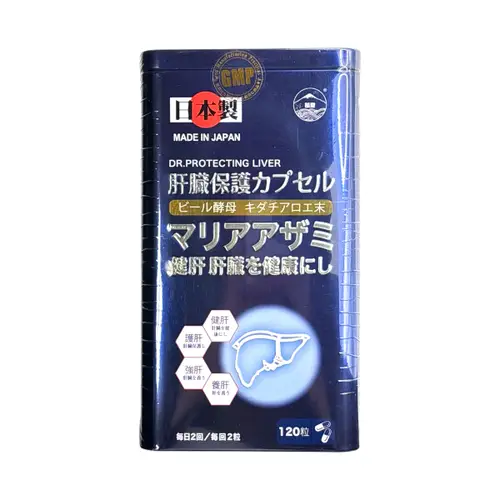 GMP
日本製
MADE IN JAPAN
DR.PROTECTING LIVER
肝臓保護カプセル
ビール酵母 キダチアロエ末
マリアアザミ
健肝 肝臓を健康にし
健肝
護肝
強肝
養肝
毎日2回/毎回2粒
120粒